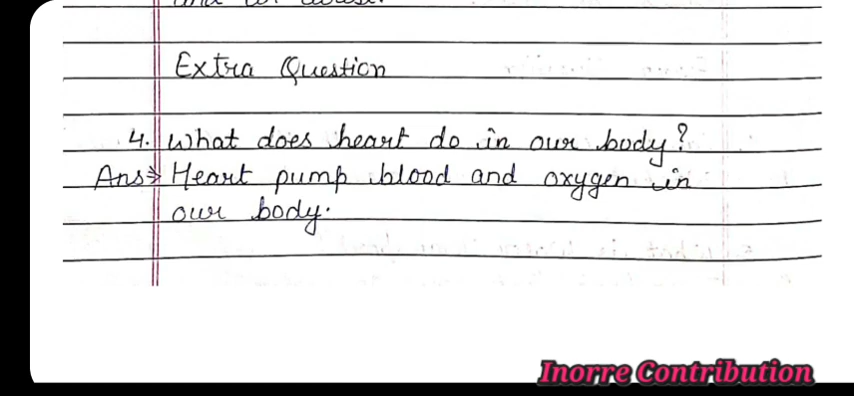 Extra Question
4. What does heart do in our body?
Ans⇒ Heart pump blood and oxygen in
our body.
Inorre Contribution